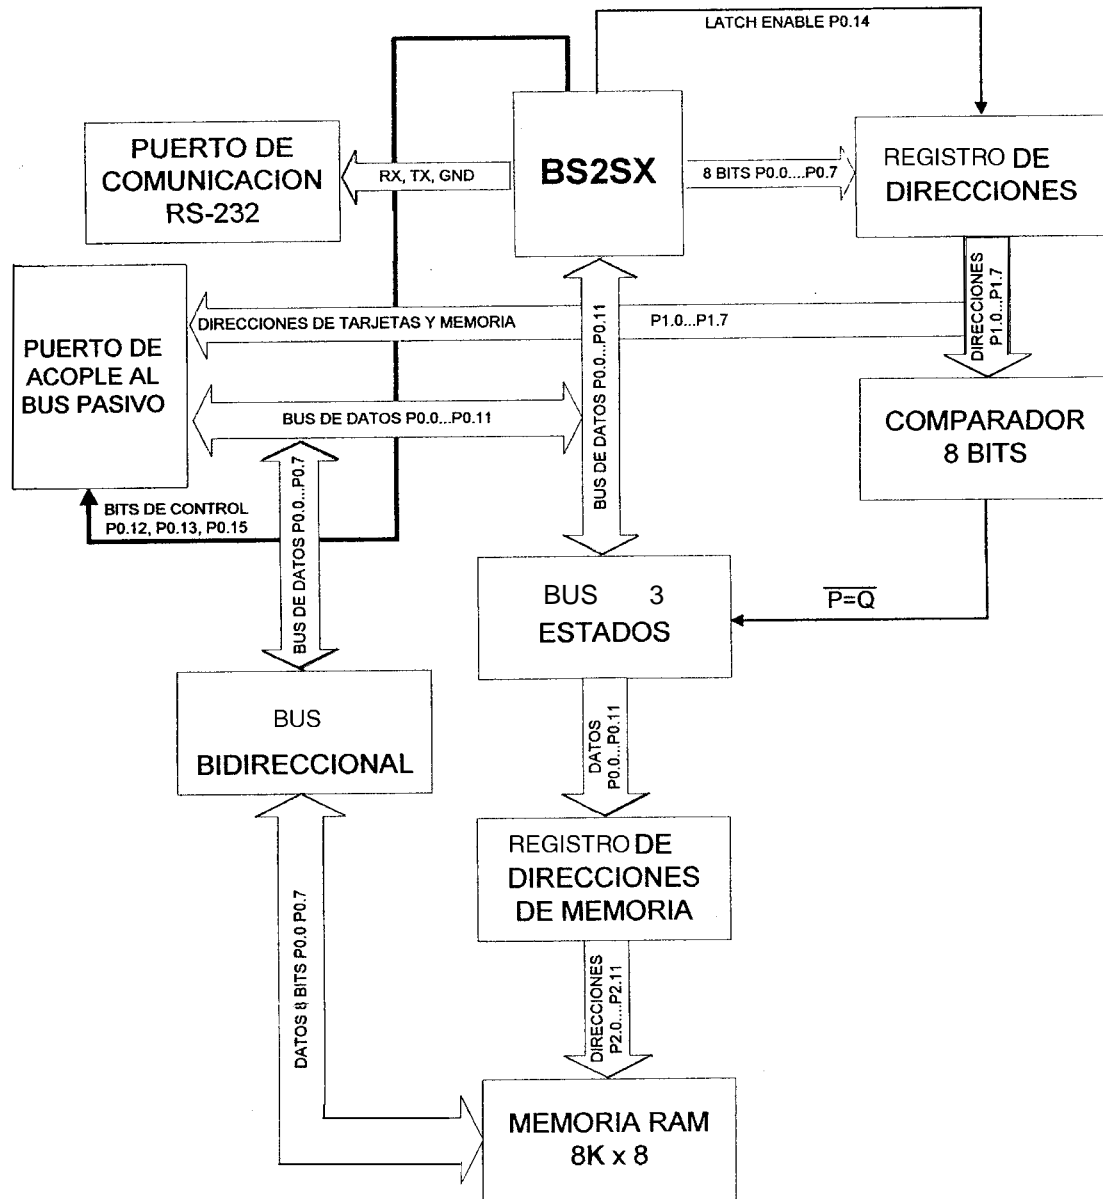 LATCH ENABLE P0.14
PUERTO DE
COMUNICACION
RS-232
RX, TX, GND
BS2SX
8 BITS P0.0....P0.7
REGISTRO DE
DIRECCIONES
DIRECCIONES
P1.0...P1.7
DIRECCIONES DE TARJETAS Y MEMORIA
P1.0...P1.7
PUERTO DE
ACOPLE AL
BUS PASIVO
BUS DE DATOS P0.0...P0.11
BUS DE DATOS P0.0...P0.11
COMPARADOR
8 BITS
BITS DE CONTROL
P0.12, P0.13, P0.15
BUS DE DATOS P0.0...P0.7
BUS 3
ESTADOS
P=Q
BUS
BIDIRECCIONAL
DATOS
P0.0...P0.11
REGISTRO DE
DIRECCIONES
DE MEMORIA
DATOS 8 BITS P0.0 P0.7
DIRECCIONES
P2.0....P2.11
MEMORIA RAM
8K x 8